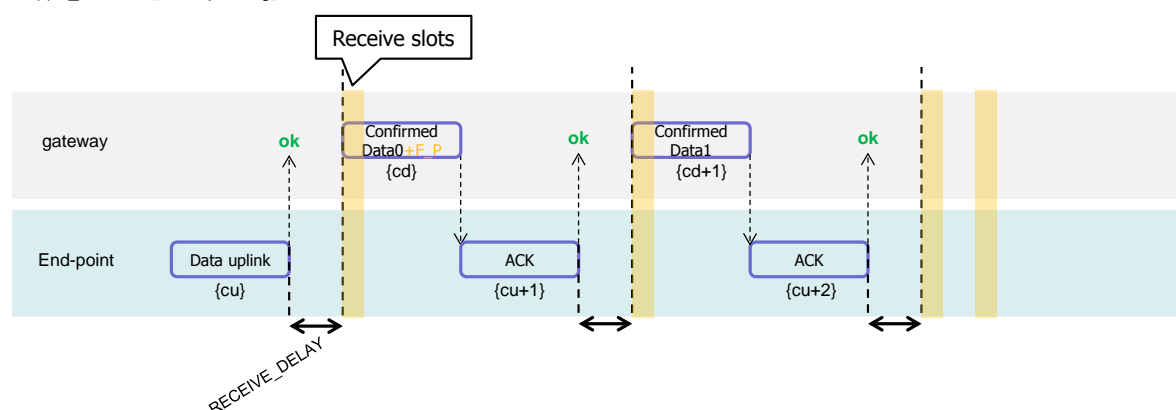 Receive slots
gateway
ok
Confirmed
Data0+F_P
{cd}
ok
Confirmed
Data1
{cd+1}
ok
End-point
Data uplink
{cu}
ACK
{cu+1}
ACK
{cu+2}
RECEIVE_DELAY